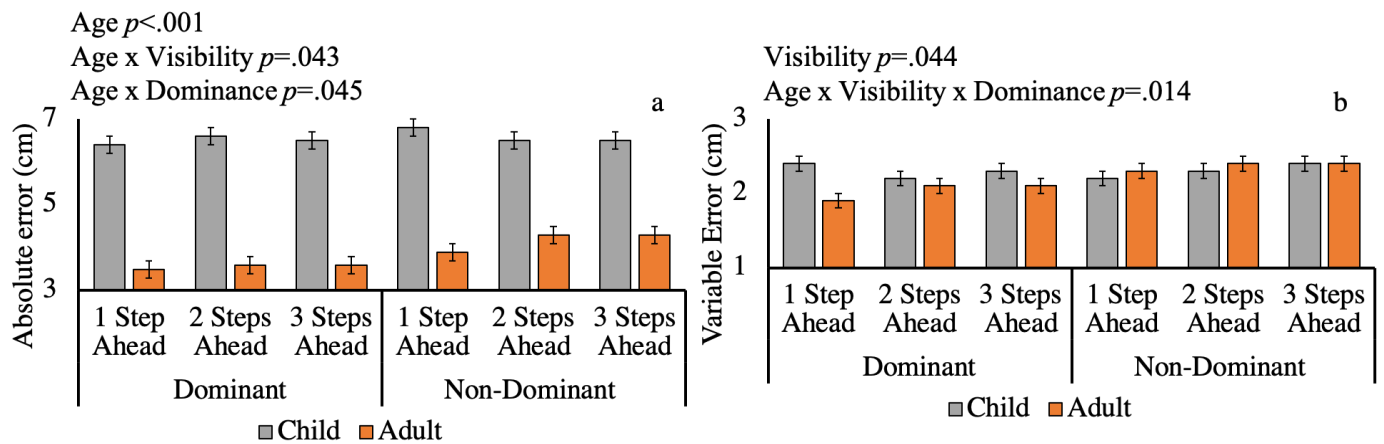 Age p<.001
Age x Visibility p=.043
Age x Dominance p=.045
a
Absolute error (cm)
7
5
3
1 Step Ahead
2 Steps Ahead
3 Steps Ahead
1 Step Ahead
2 Steps Ahead
3 Steps Ahead
Dominant
Non-Dominant
Child
Adult
Visibility p=.044
Age x Visibility x Dominance p=.014
b
Variable Error (cm)
3
2
1
1 Step Ahead
2 Steps Ahead
3 Steps Ahead
1 Step Ahead
2 Steps Ahead
3 Steps Ahead
Dominant
Non-Dominant
Child
Adult